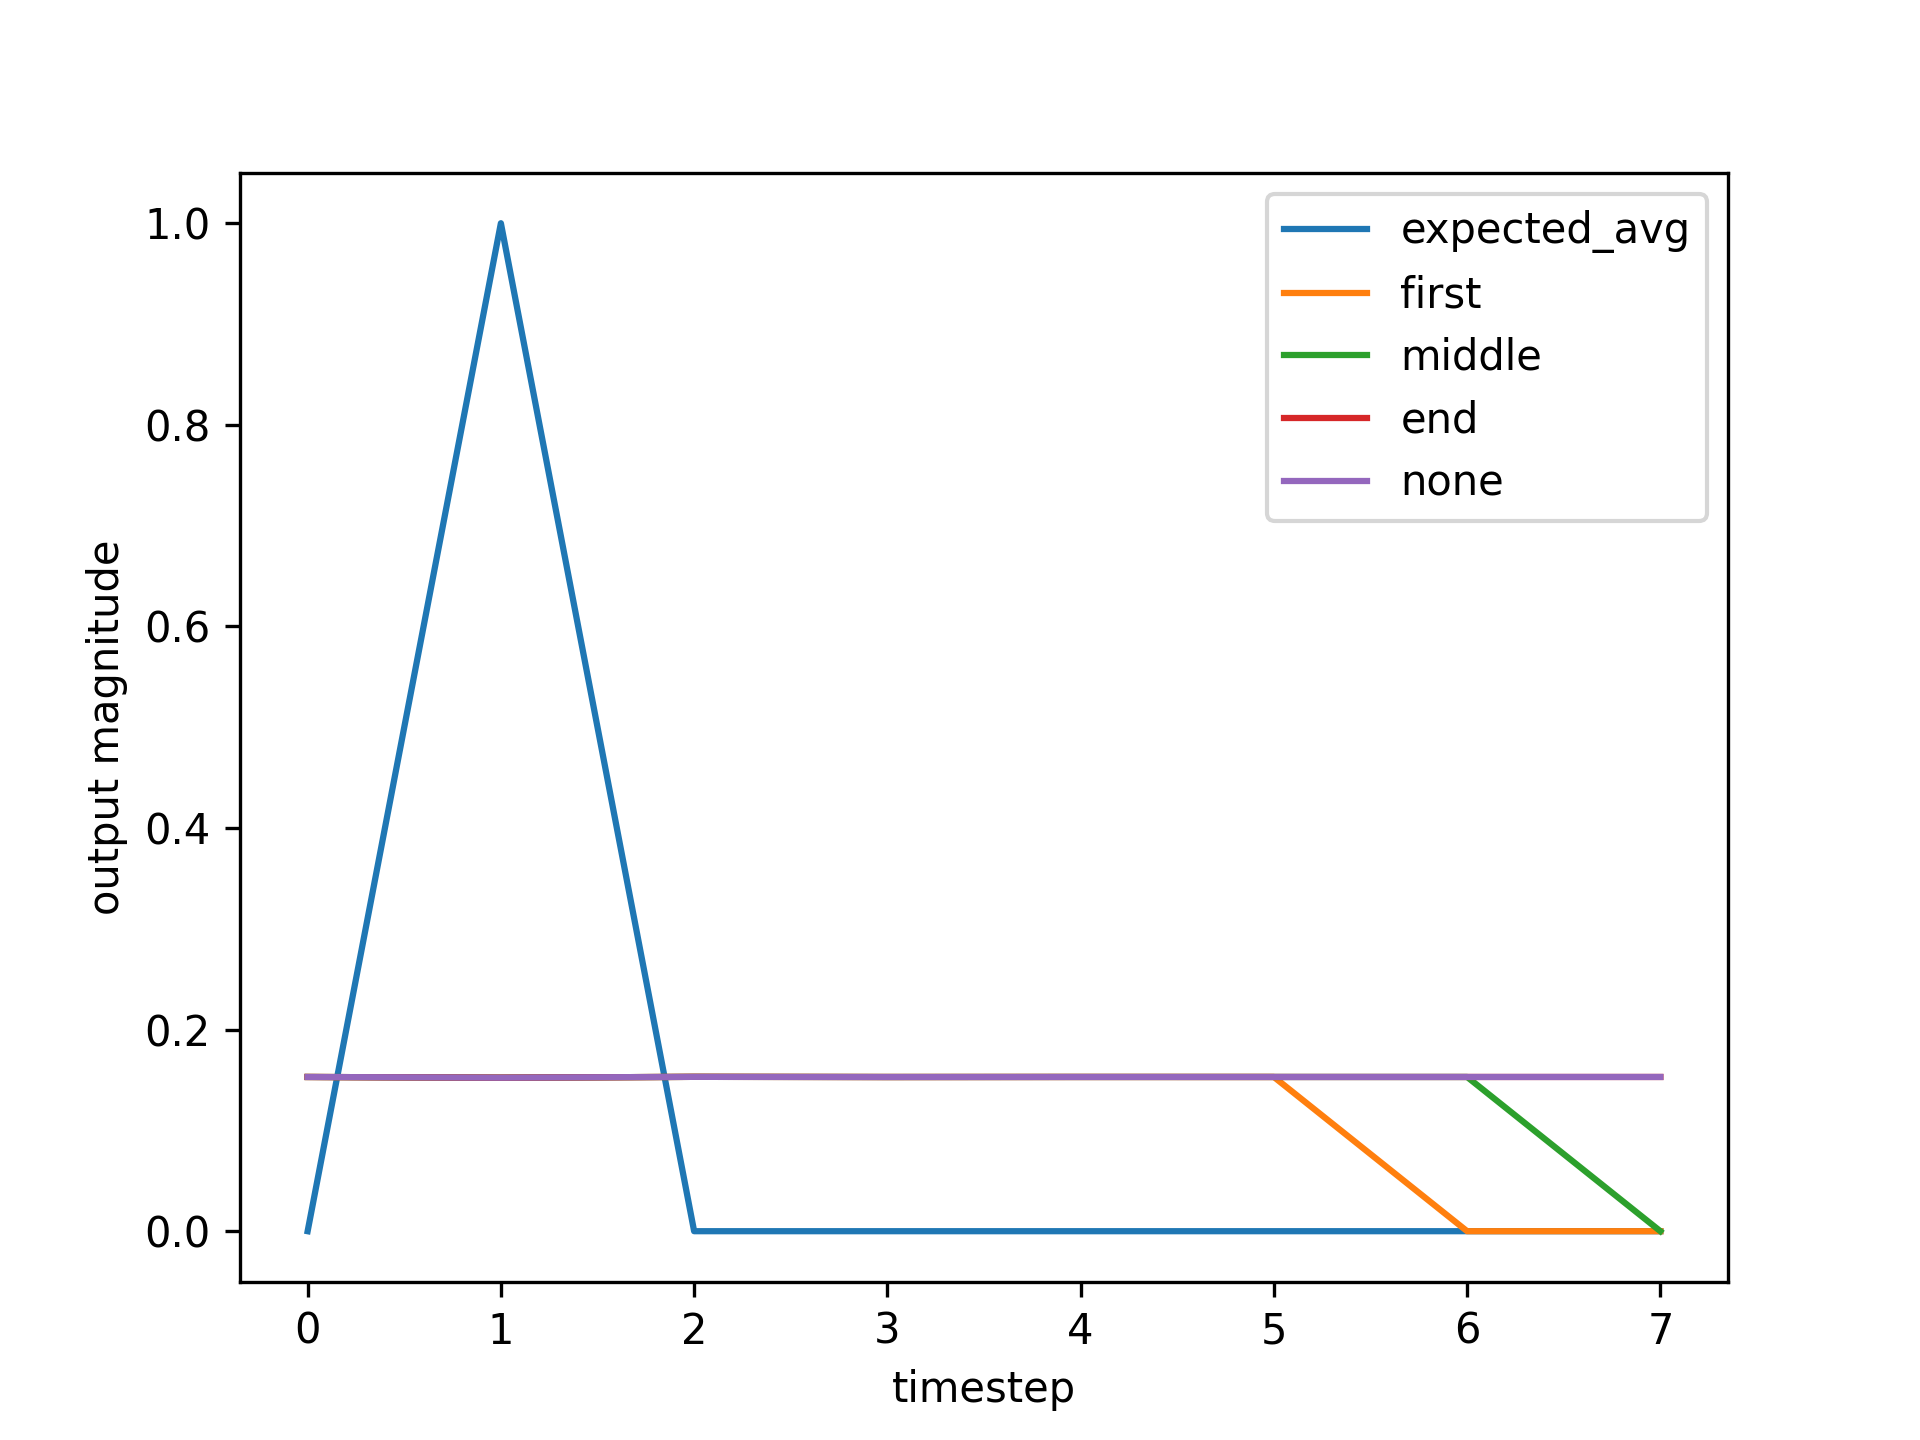 expected_avg
first
middle
end
none
1.0
0.8
0.6
0.4
0.2
0.0
output magnitude
0 1 2 3 4 5 6 7
timestep